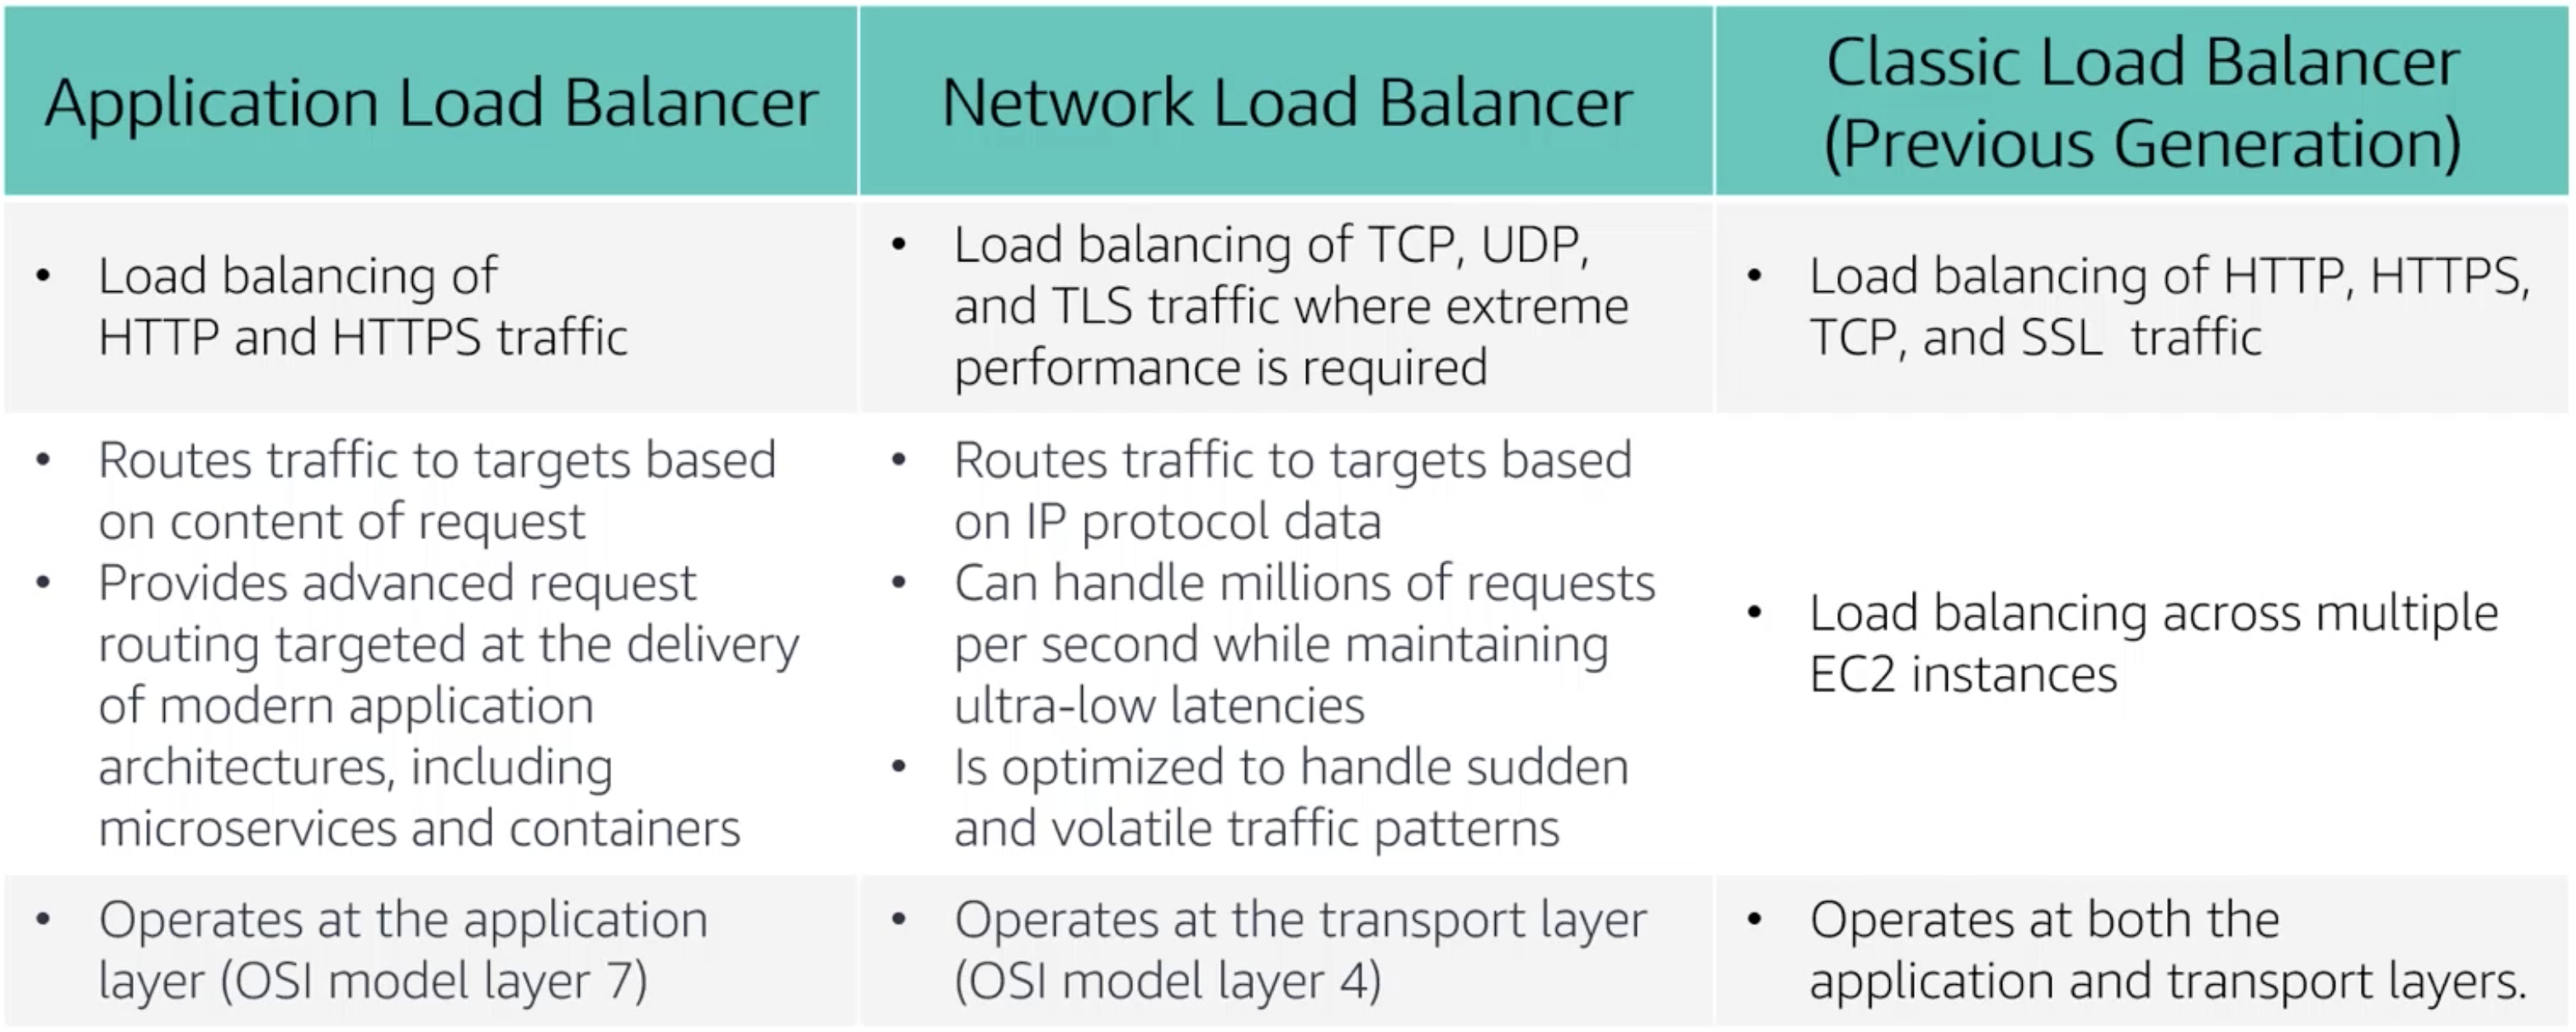 Application Load Balancer
Network Load Balancer
Classic Load Balancer
(Previous Generation)
• Load balancing of
HTTP and HTTPS traffic
• Load balancing of TCP, UDP,
and TLS traffic where extreme
performance is required
• Load balancing of HTTP, HTTPS,
TCP, and SSL  traffic
• Routes traffic to targets based
on content of request
• Provides advanced request
routing targeted at the delivery
of modern application
architectures, including
microservices and containers
• Routes traffic to targets based
on IP protocol data
• Can handle millions of requests
per second while maintaining
ultra-low latencies
• Is optimized to handle sudden
and volatile traffic patterns
• Load balancing across multiple
EC2 instances
• Operates at the application
layer (OSI model layer 7)
• Operates at the transport layer
(OSI model layer 4)
• Operates at both the
application and transport layers.